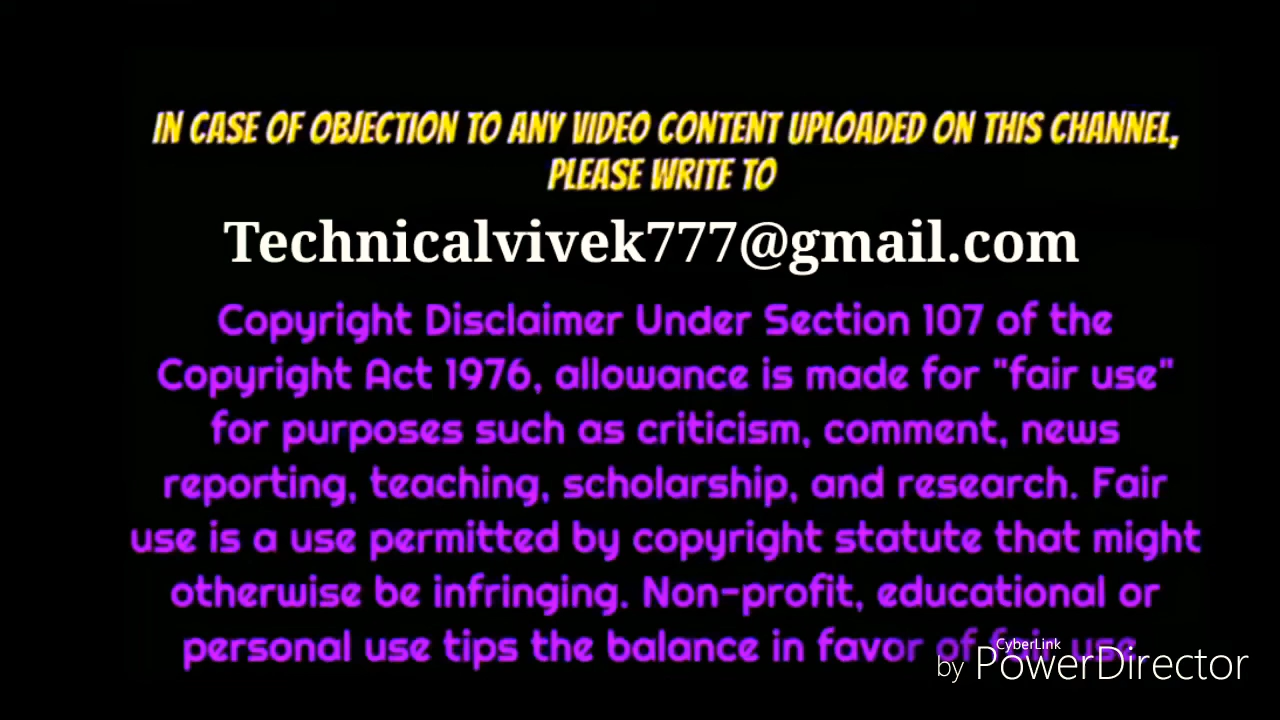 IN CASE OF OBJECTION TO ANY VIDEO CONTENT UPLOADED ON THIS CHANNEL,
PLEASE WRITE TO
Technicalvivek777@gmail.com
Copyright Disclaimer Under Section 107 of the
Copyright Act 1976, allowance is made for "fair use"
for purposes such as criticism, comment, news
reporting, teaching, scholarship, and research. Fair
use is a use permitted by copyright statute that might
otherwise be infringing. Non-profit, educational or
personal use tips the balance in favor of fair use.
CyberLink
by PowerDirector